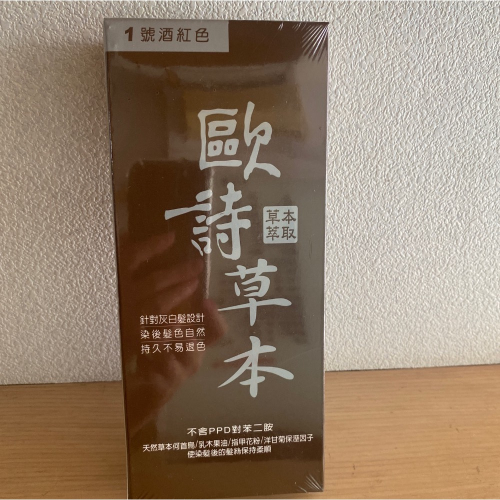 1 號酒紅色
歐詩草本
草本
萃取
針對灰白髮設計
染後髮色自然
持久不易退色
不含PPD對苯二胺
天然草本何首烏/乳木果油/指甲花粉/洋甘菊保溼因子
使染髮後的髮絲保持柔順